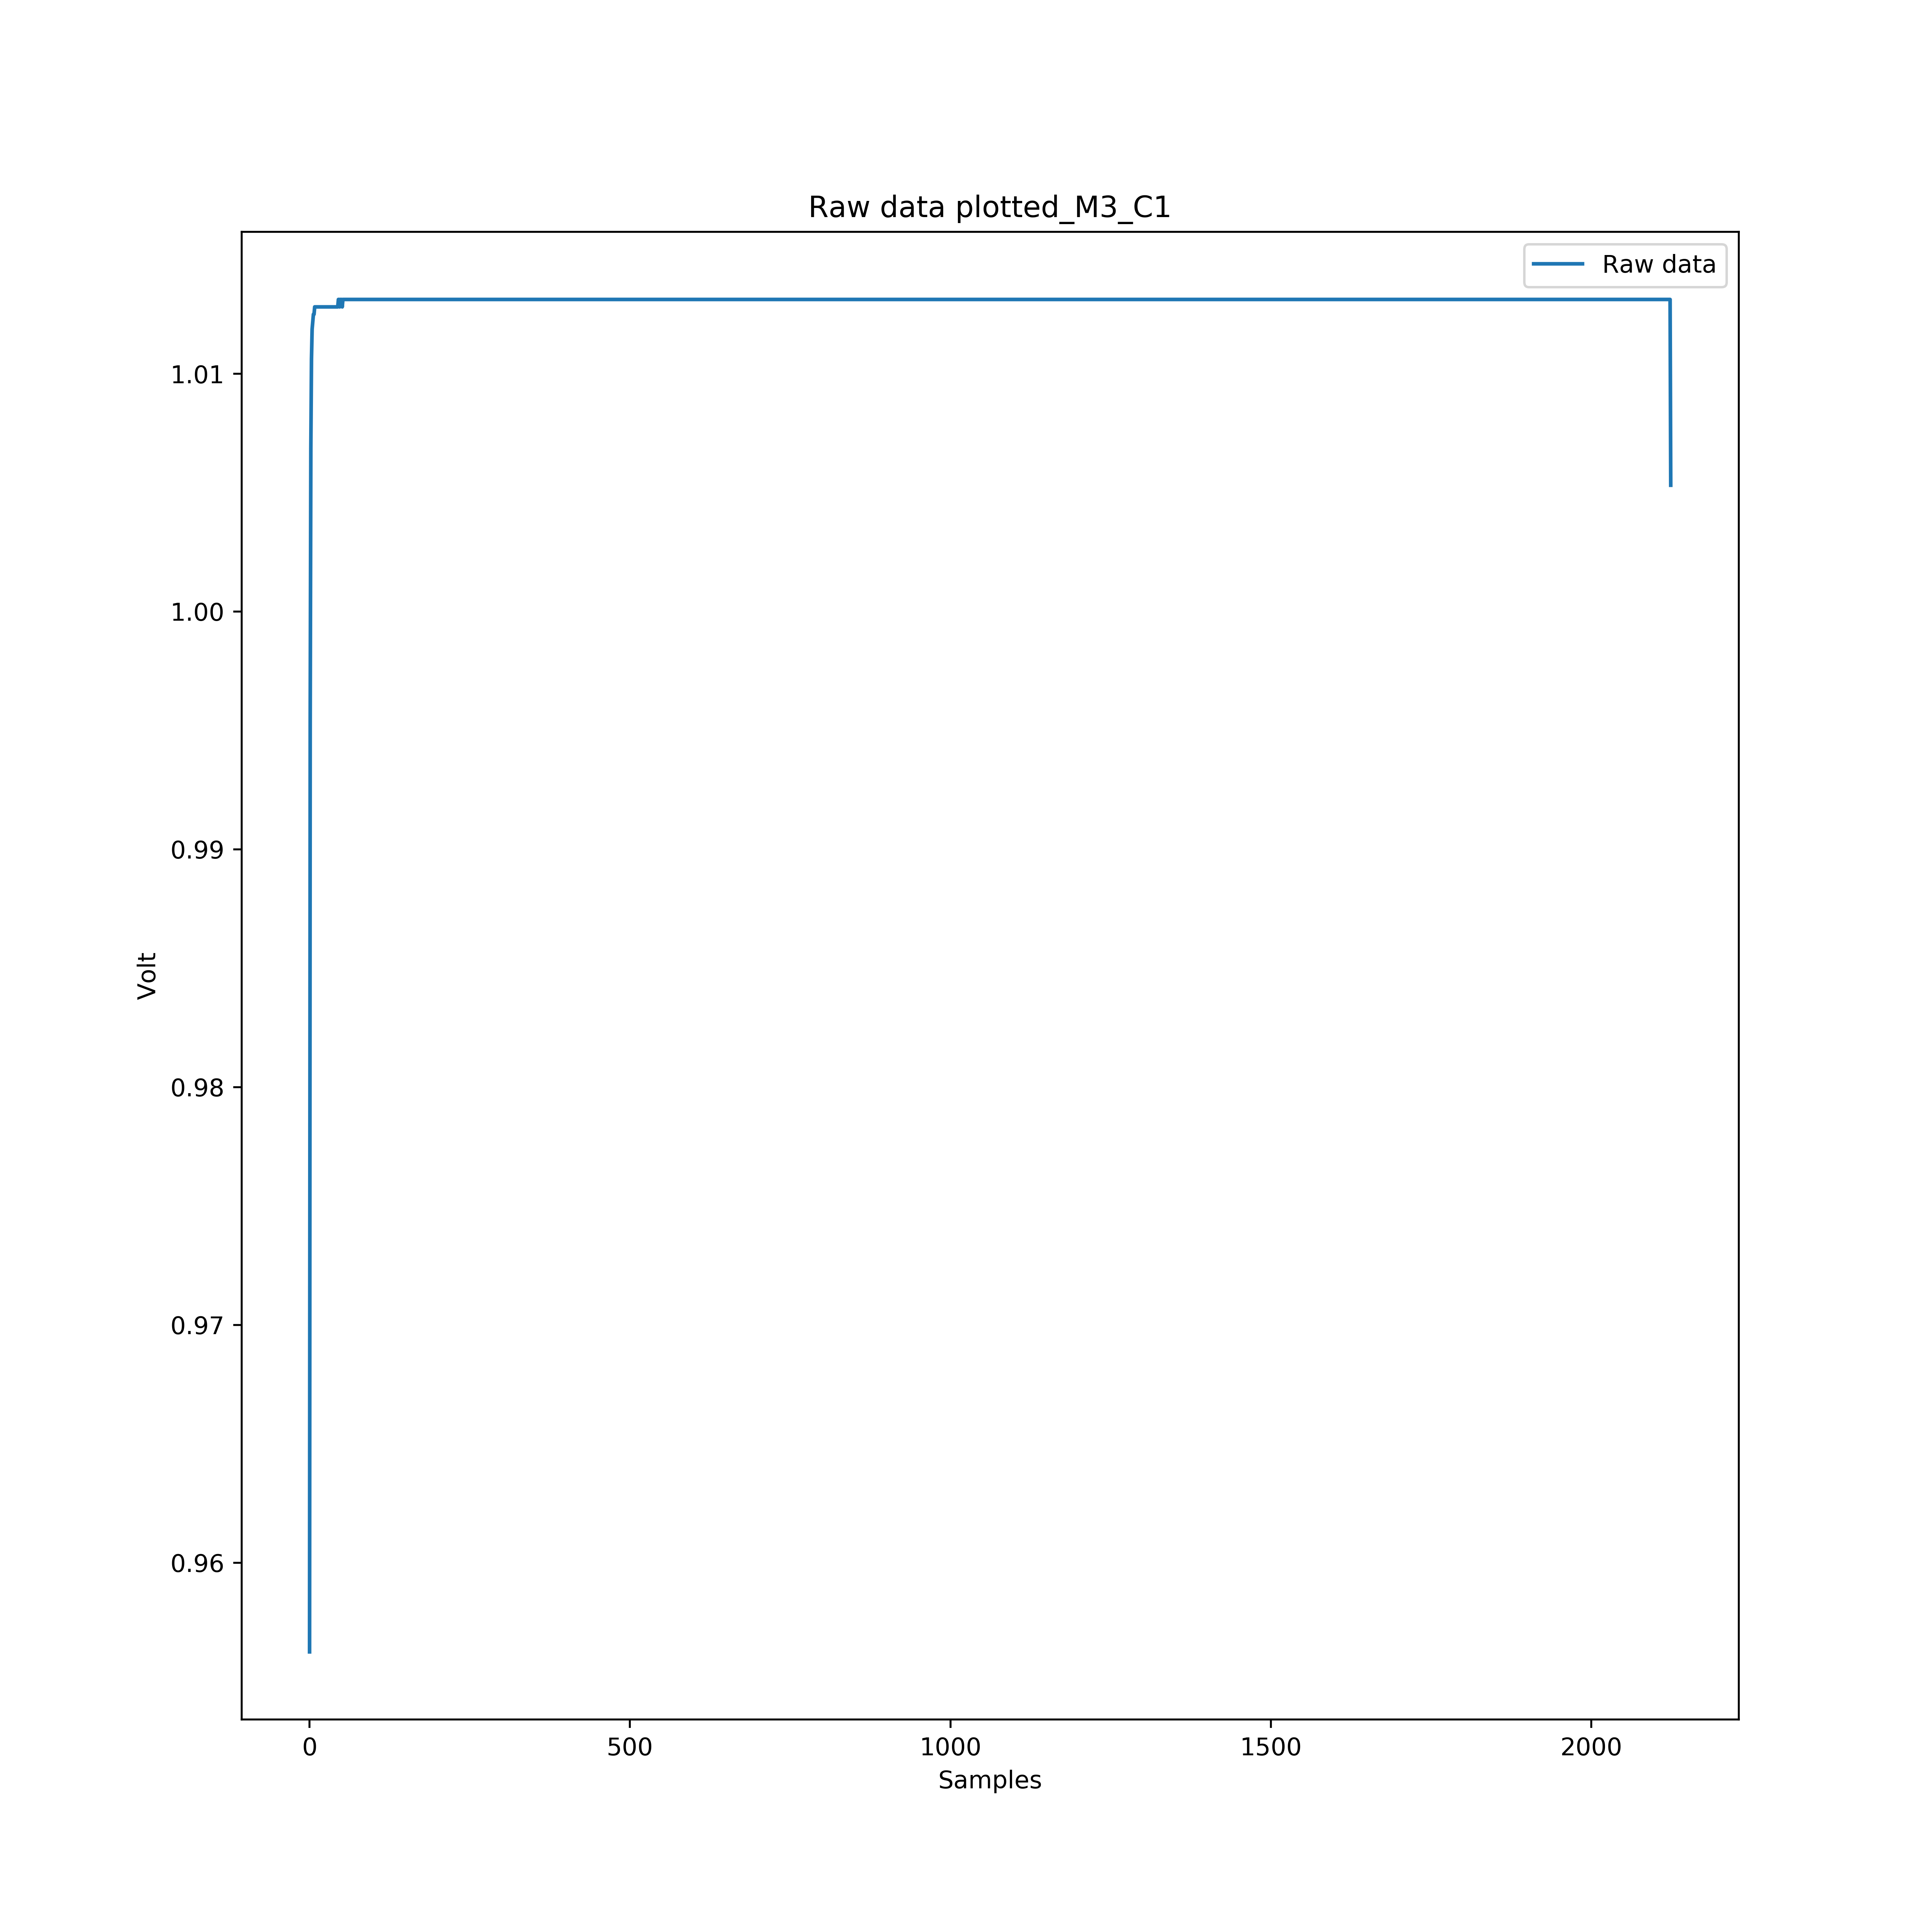 Raw data plotted_M3_C1
Raw data
1.01
1.00
0.99
0.98
0.97
0.96
Volt
0 500 1000 1500 2000
Samples